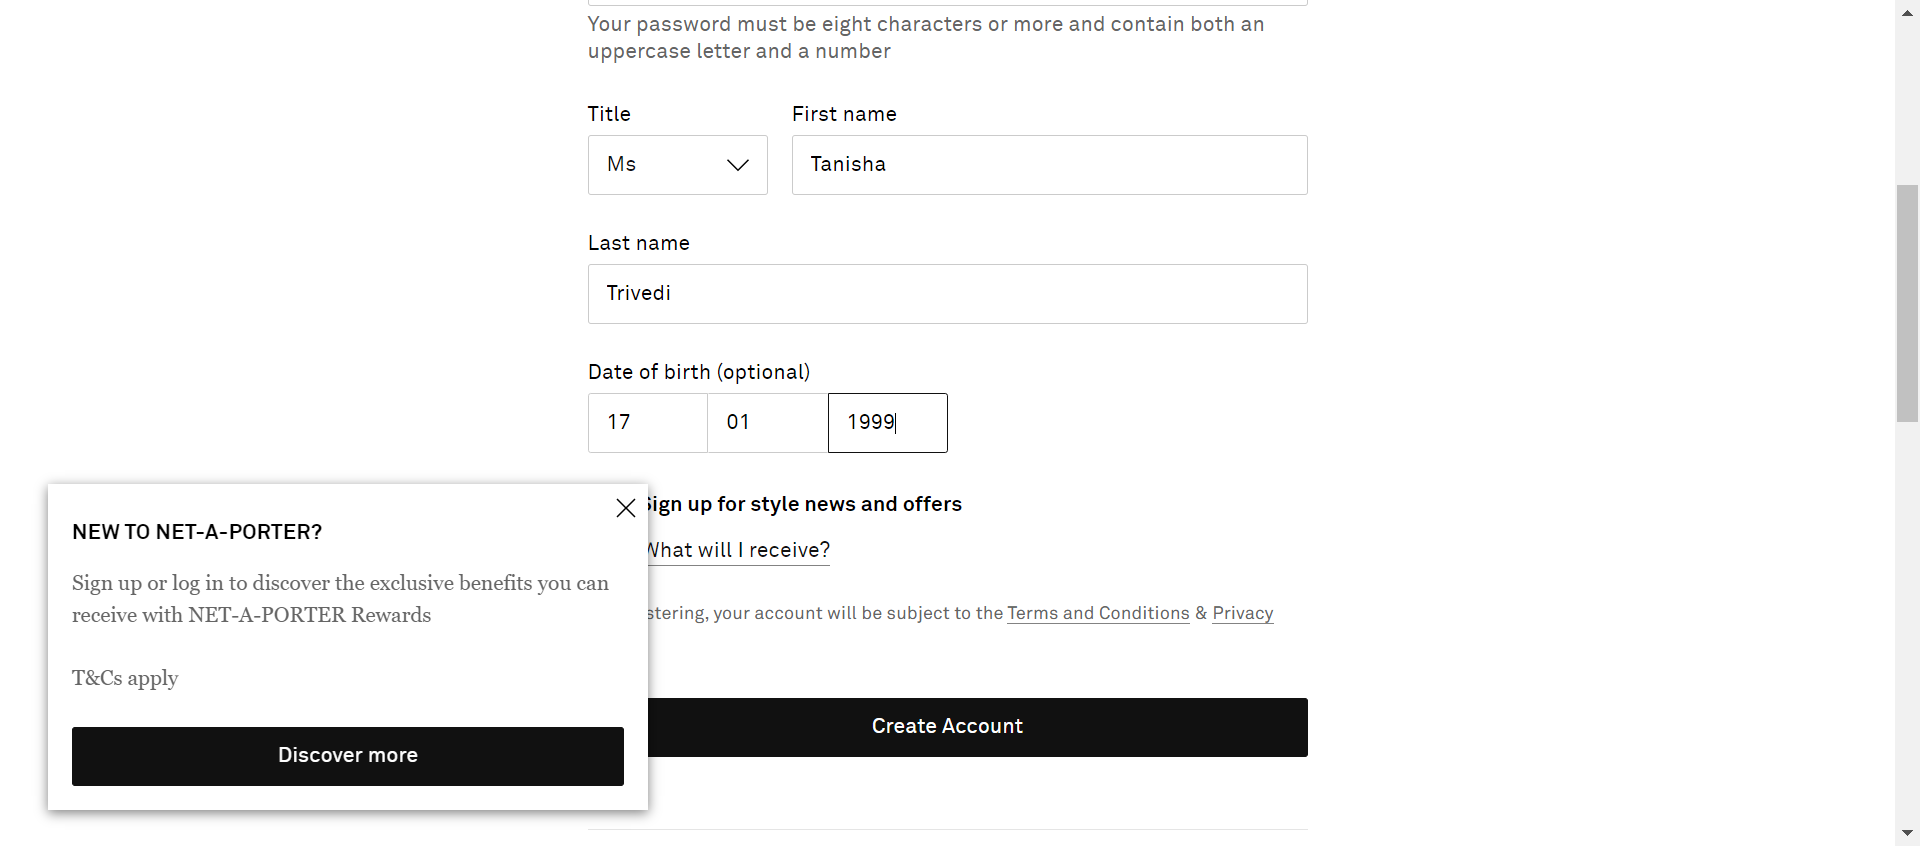 Your password must be eight characters or more and contain both an
uppercase letter and a number
Title
First name
Ms
Tanisha
Last name
Trivedi
Date of birth (optional)
17
01
1999
Sign up for style news and offers
What will I receive?
stering, your account will be subject to the Terms and Conditions & Privacy
Create Account
NEW TO NET-A-PORTER?
Sign up or log in to discover the exclusive benefits you can
receive with NET-A-PORTER Rewards
T&Cs apply
Discover more